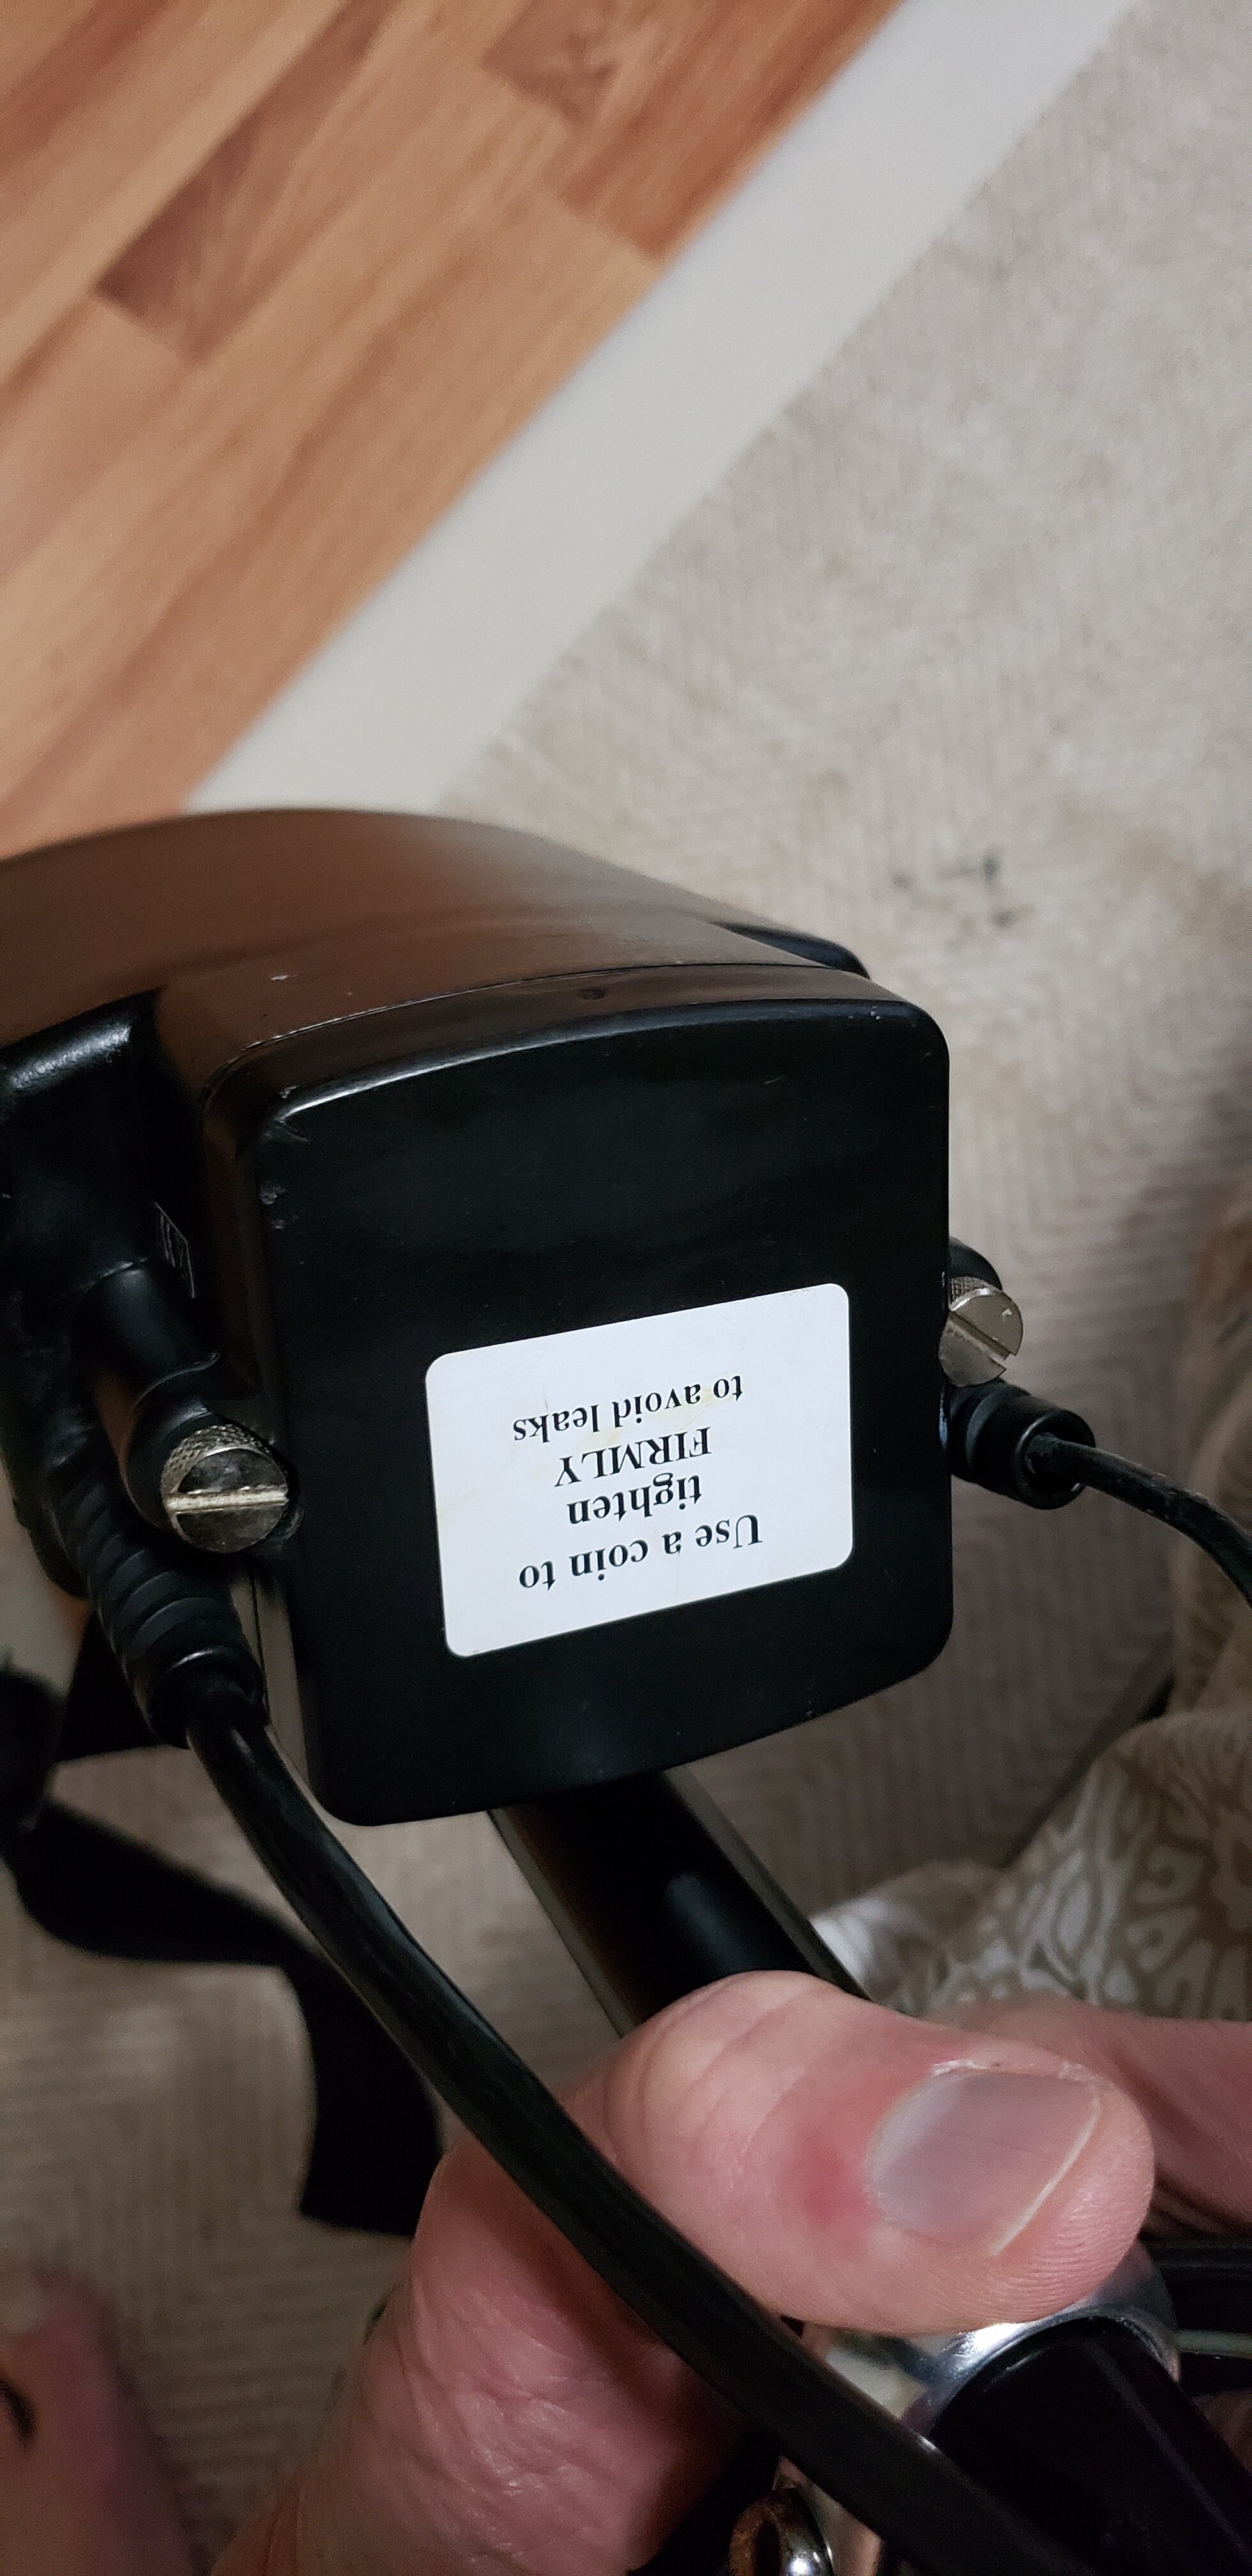 Use a coin to
tighten
FIRMLY
to avoid leaks